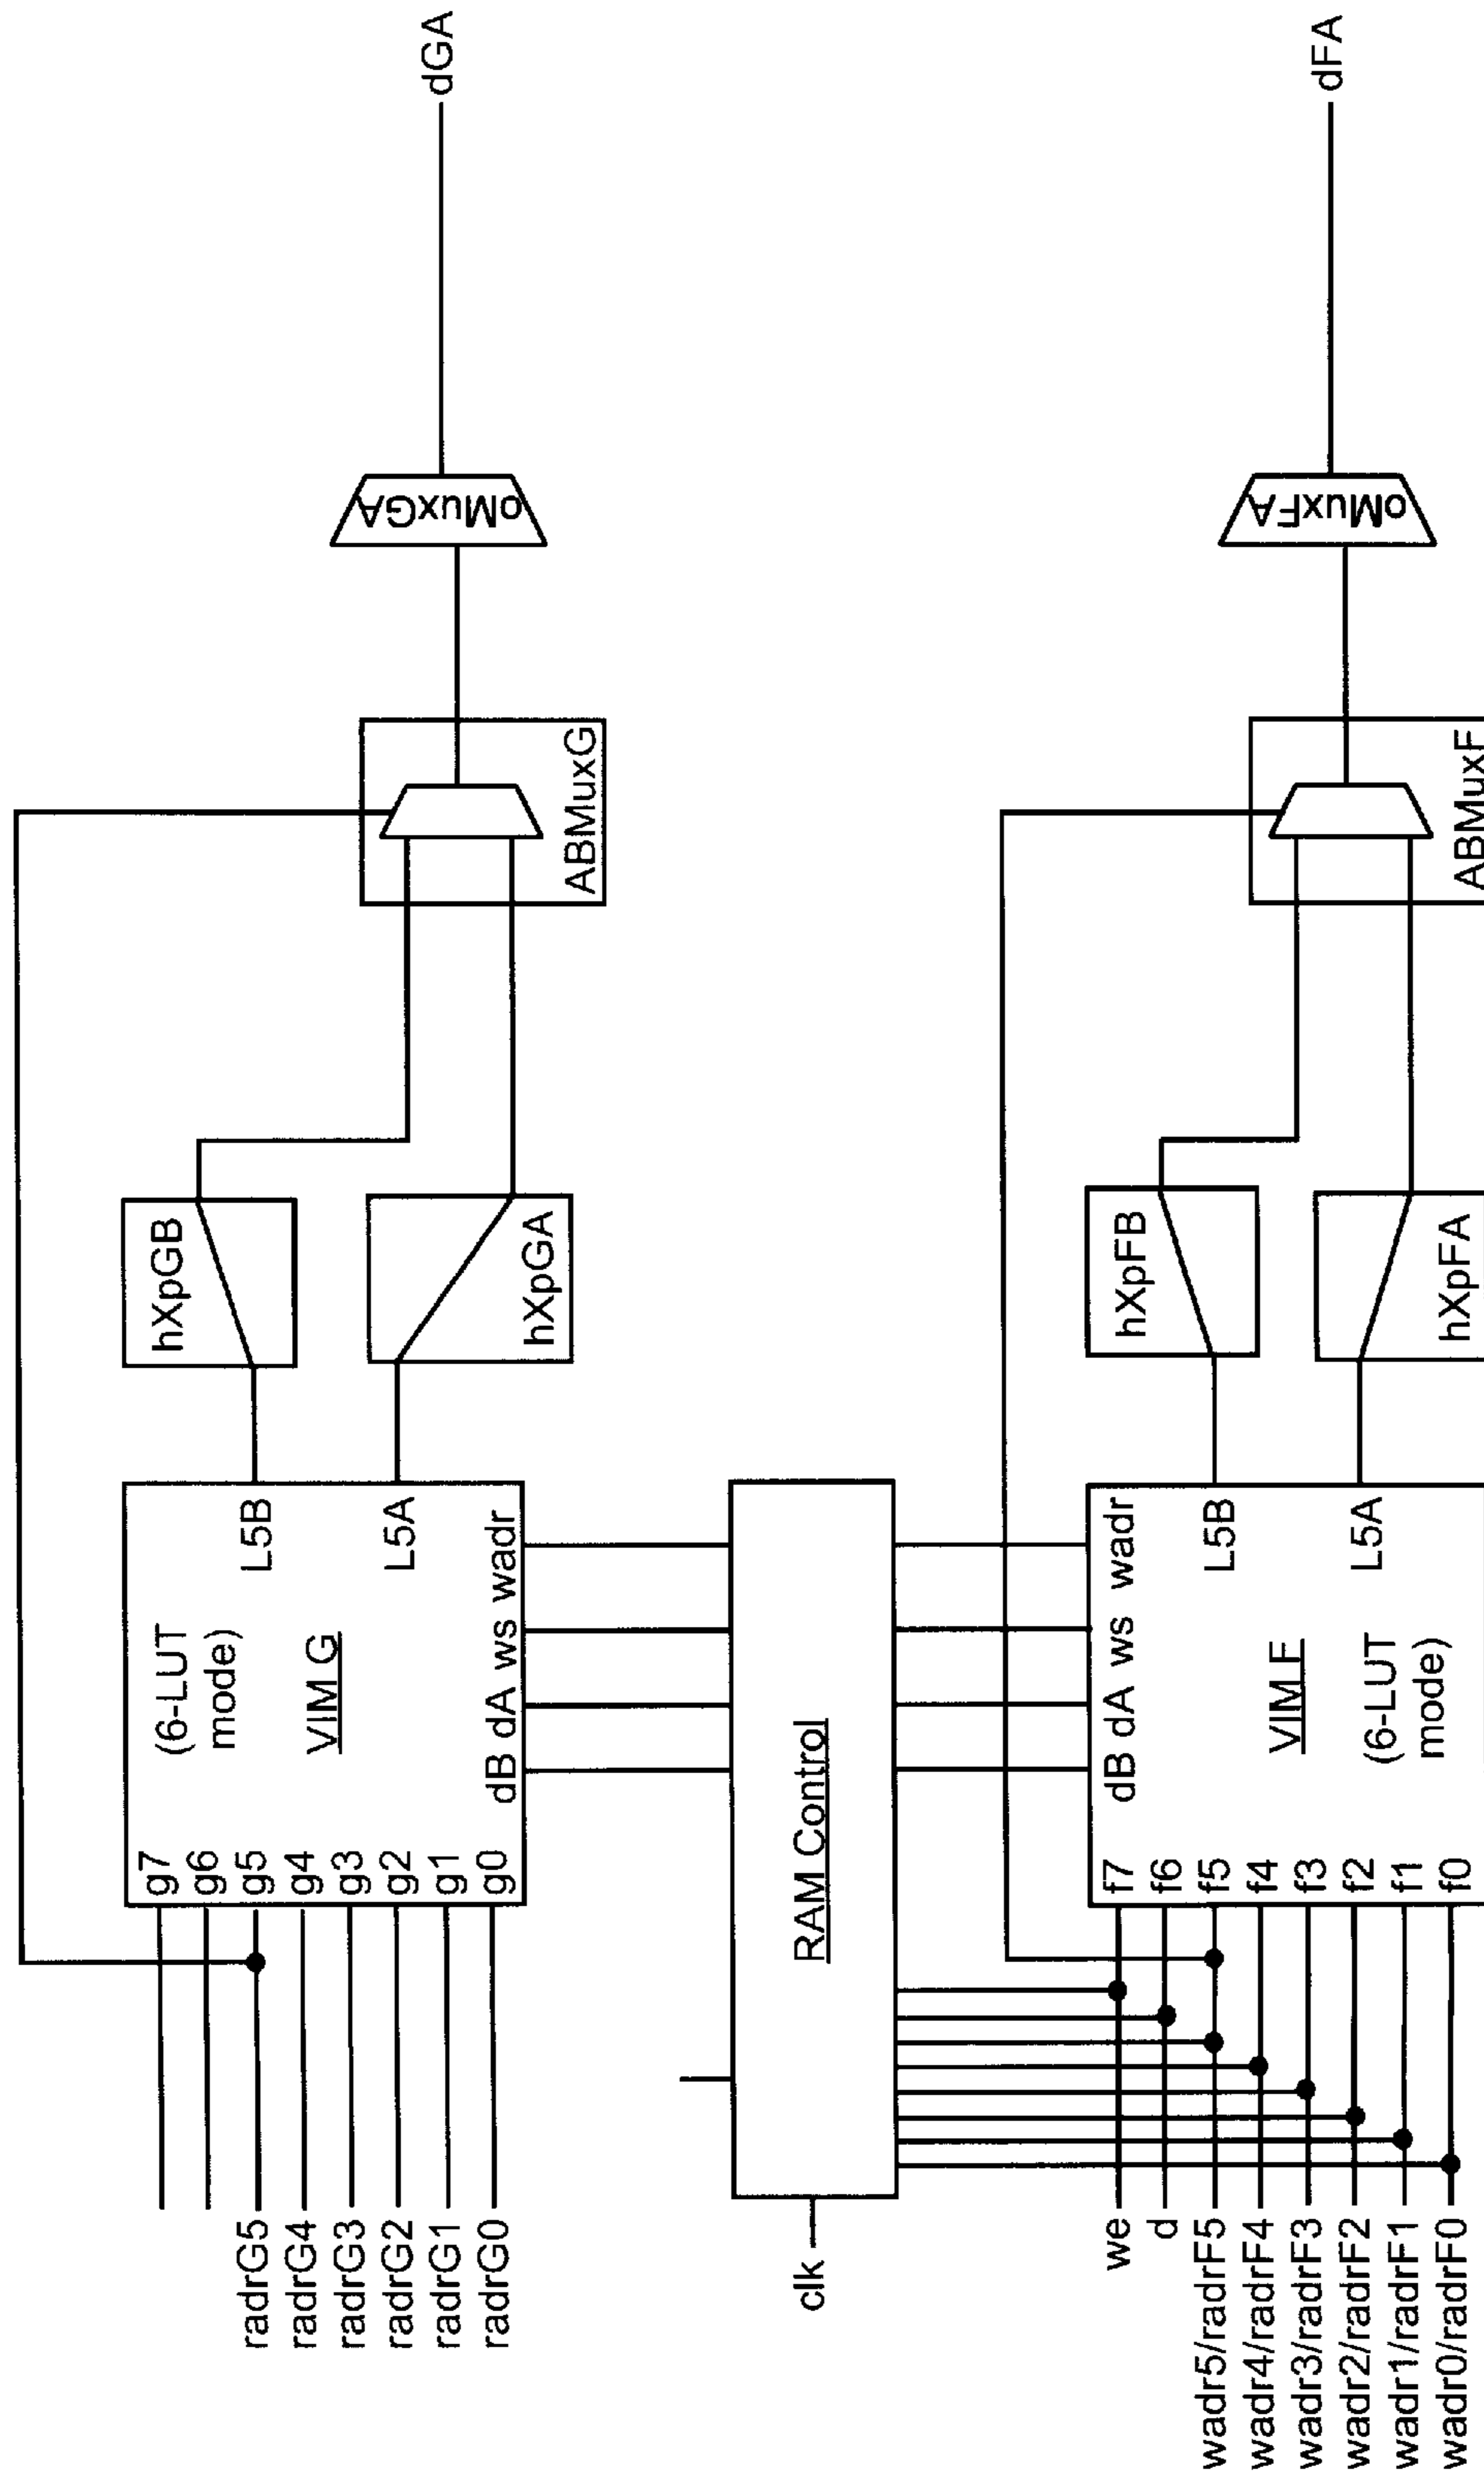 g7
g6
radrG5 g5
radrG4 g4
radrG3 g3
radrG2 g2
radrG1 g1
radrG0 g0
(6-LUT
mode)
VIM G
L5B
L5A
dB dA ws wadr
hXpGB
hXpGA
ABMuxG
oMuxGA
dGA
clk
RAM Control
we f7
d f6
wadr5/radrF5 f5
wadr4/radrF4 f4
wadr3/radrF3 f3
wadr2/radrF2 f2
wadr1/radrF1 f1
wadr0/radrF0 f0
dB dA ws wadr
VIM F
(6-LUT
mode)
L5B
L5A
hXpFB
hXpFA
ABMuxF
oMuxFA
dFA